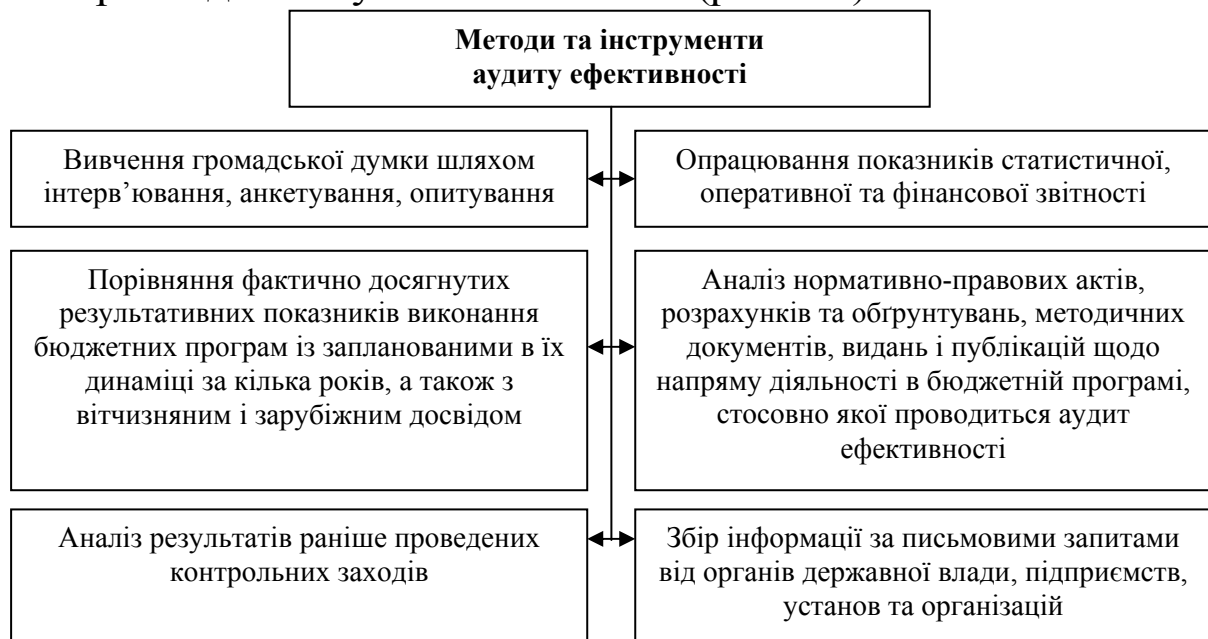 Методи та інструменти
аудиту ефективності
Вивчення громадської думки шляхом
інтерв’ювання, анкетування, опитування
Опрацювання показників статистичної,
оперативної та фінансової звітності
Порівняння фактично досягнутих
результативних показників виконання
бюджетних програм із запланованими в їх
динаміці за кілька років, а також з
вітчизняним і зарубіжним досвідом
Аналіз нормативно-правових актів,
розрахунків та обґрунтувань, методичних
документів, видань і публікацій щодо
напряму діяльності в бюджетній програмі,
стосовно якої проводиться аудит
ефективності
Аналіз результатів раніше проведених
контрольних заходів
Збір інформації за письмовими запитами
від органів державної влади, підприємств,
установ та організацій